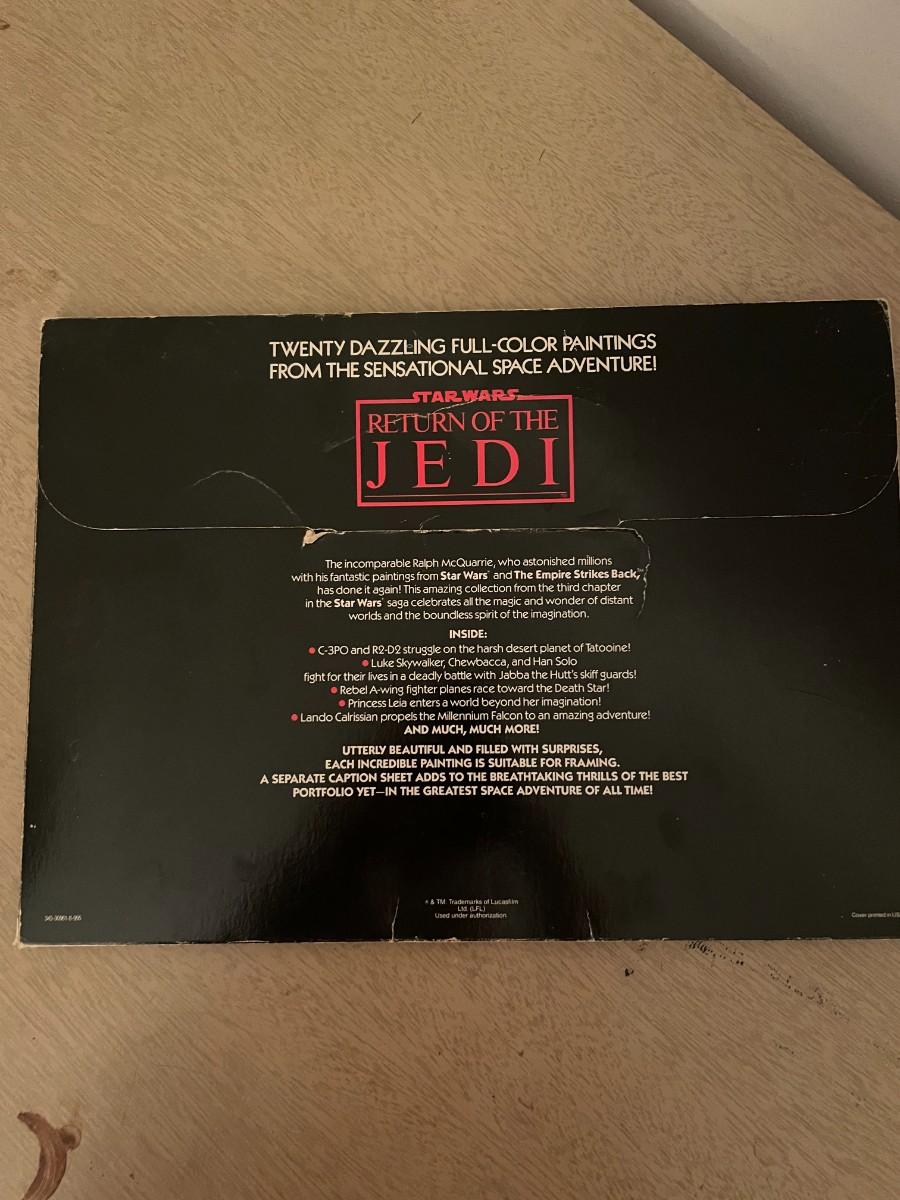 TWENTY DAZZLING FULL-COLOR PAINTINGS
FROM THE SENSATIONAL SPACE ADVENTURE!
STAR WARS
RETURN OF THE
JEDI
The incomparable Ralph McQuarrie, who astonished millions
with his fantastic paintings from Star Wars® and The Empire Strikes Back,™
has done it again! This amazing collection from the third chapter
in the Star Wars® saga celebrates all the magic and wonder of distant
worlds and the boundless spirit of the imagination.
INSIDE:
● C-3PO and R2-D2 struggle on the harsh desert planet of Tatooine!
● Luke Skywalker, Chewbacca, and Han Solo
fight for their lives in a deadly battle with Jabba the Hutt's skiff guards!
● Rebel A-wing fighter planes race toward the Death Star!
● Princess Leia enters a world beyond her imagination!
● Lando Calrissian propels the Millennium Falcon to an amazing adventure!
AND MUCH, MUCH MORE!
UTTERLY BEAUTIFUL AND FILLED WITH SURPRISES,
EACH INCREDIBLE PAINTING IS SUITABLE FOR FRAMING.
A SEPARATE CAPTION SHEET ADDS TO THE BREATHTAKING THRILLS OF THE BEST
PORTFOLIO YET—IN THE GREATEST SPACE ADVENTURE OF ALL TIME!
® & TM: Trademarks of Lucasfilm
Ltd. (LFL)
Used under authorization
345-30961-8-995
Cover printed in US